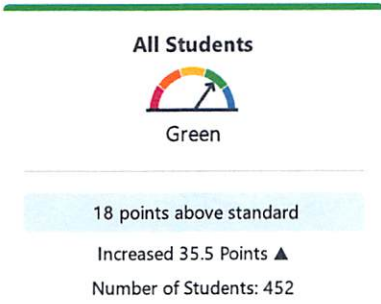 All Students
Green
18 points above standard
Increased 35.5 Points ▲
Number of Students: 452